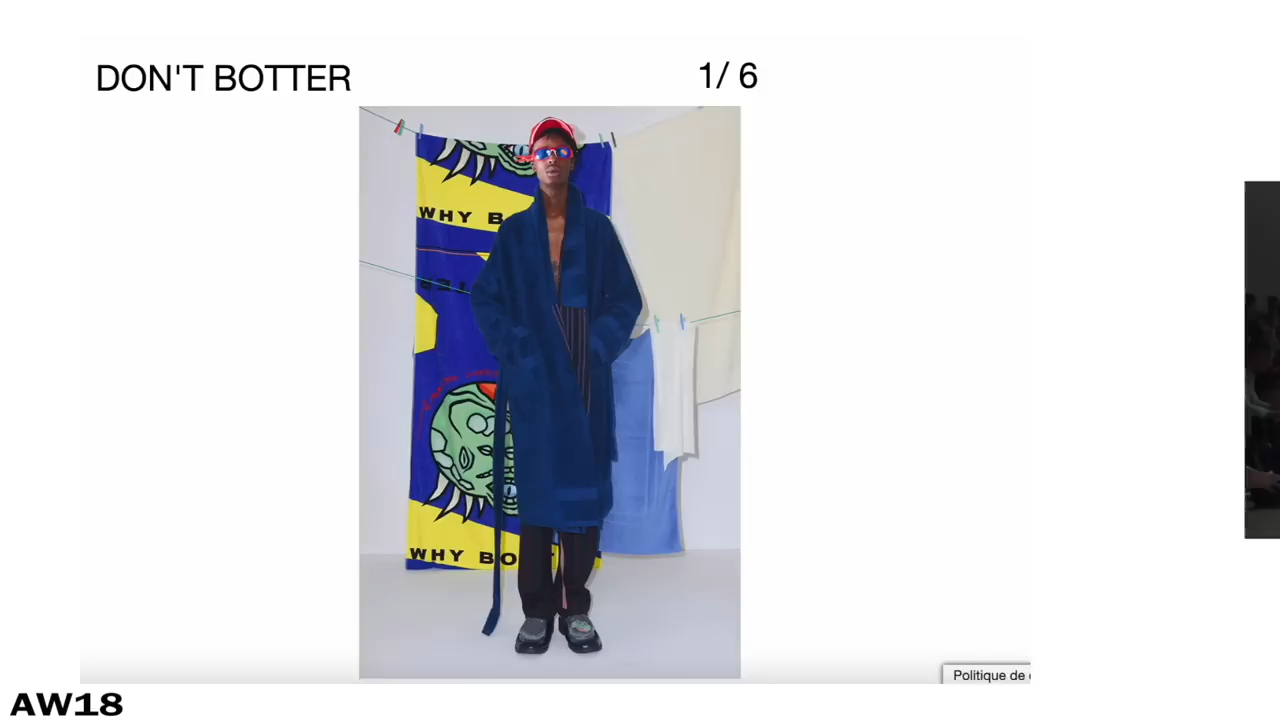 DON'T BOTTER
1/ 6
WHY B
WHY BO
Politique de
AW18